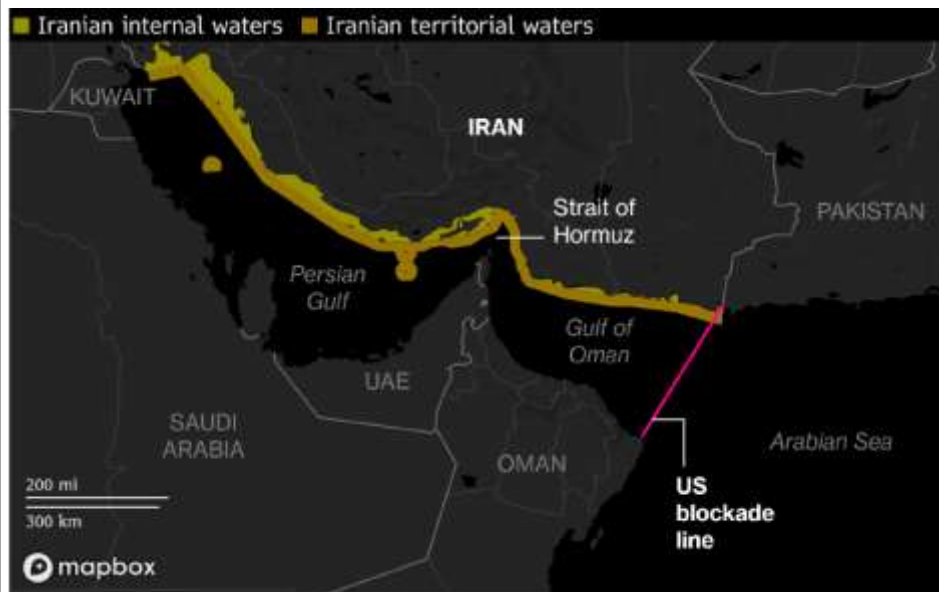 Iranian internal waters
Iranian territorial waters
KUWAIT
IRAN
Strait of
Hormuz
PAKISTAN
Persian
Gulf
Gulf of
Oman
UAE
SAUDI
ARABIA
OMAN
Arabian Sea
US
blockade
line
200 mi
300 km
mapbox